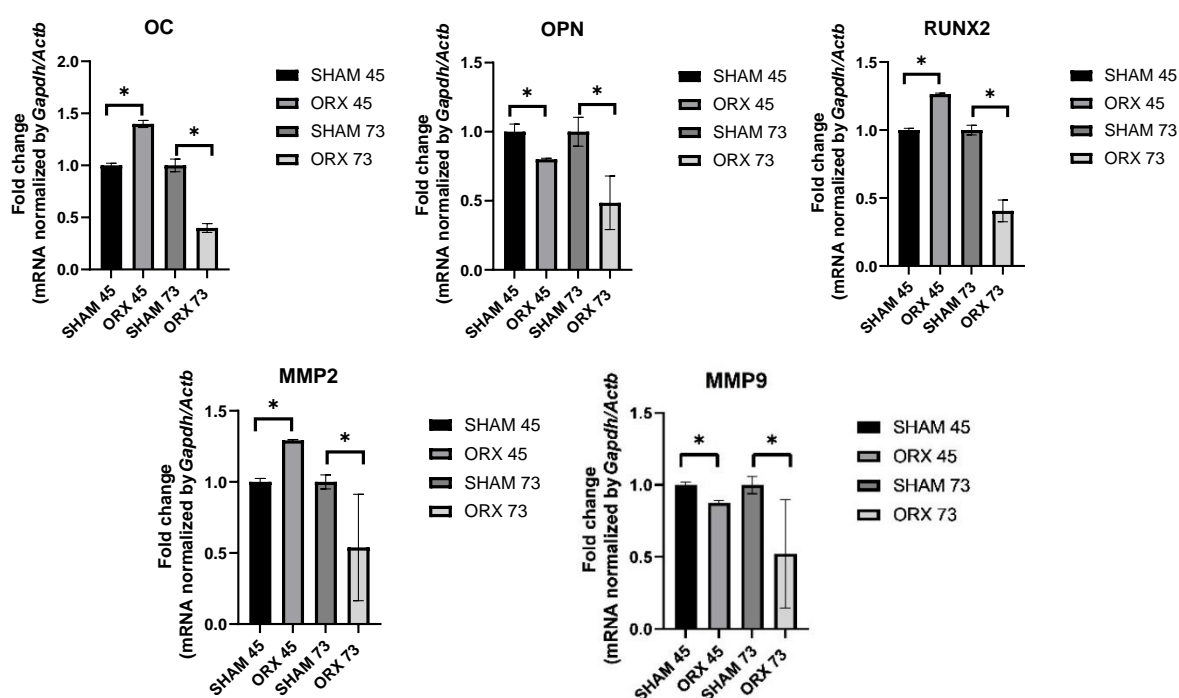 OC
Fold change
(mRNA normalized by Gapdh/Actb
2.0
1.5
1.0
0.5
0.0
*
*
SHAM 45
ORX 45
SHAM 73
ORX 73
SHAM 45
ORX 45
SHAM 73
ORX 73
OPN
Fold change
(mRNA normalized by Gapdh/Actb
1.5
1.0
0.5
0.0
*
*
SHAM 45
ORX 45
SHAM 73
ORX 73
SHAM 45
ORX 45
SHAM 73
ORX 73
RUNX2
Fold change
(mRNA normalized by Gapdh/Actb
1.5
1.0
0.5
0.0
*
*
SHAM 45
ORX 45
SHAM 73
ORX 73
SHAM 45
ORX 45
SHAM 73
ORX 73
MMP2
Fold change
(mRNA normalized by Gapdh/Actb
1.5
1.0
0.5
0.0
*
*
SHAM 45
ORX 45
SHAM 73
ORX 73
SHAM 45
ORX 45
SHAM 73
ORX 73
MMP9
Fold change
(mRNA normalized by Gapdh/Actb
1.5
1.0
0.5
0.0
*
*
SHAM 45
ORX 45
SHAM 73
ORX 73
SHAM 45
ORX 45
SHAM 73
ORX 73